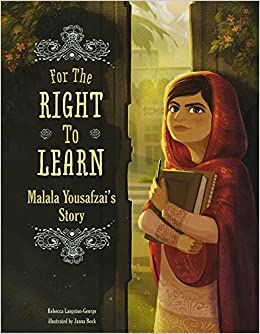 For The
RIGHT
To
LEARN
Malala Yousafzai's
Story
Rebecca Langston-George
illustrated by Janna Bock